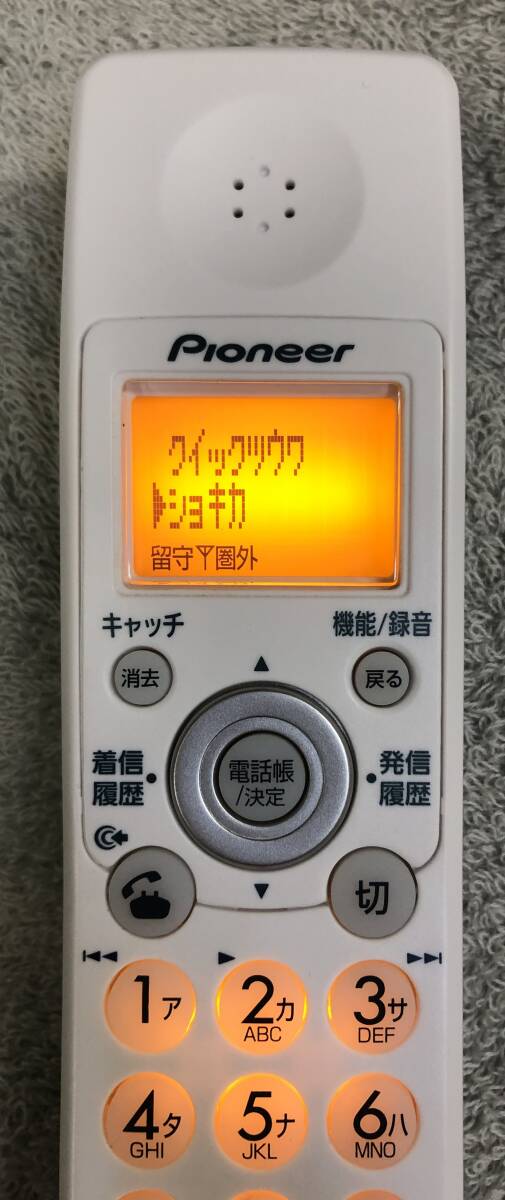 Pioneer
クイックツウワ
▶ショキカ
留守 圏外
キャッチ
機能/録音
消去
戻る
着信
履歴
電話帳
/決定
発信
履歴
切
1ア
2カ
ABC
3サ
DEF
4タ
GHI
5ナ
JKL
6ハ
MNO